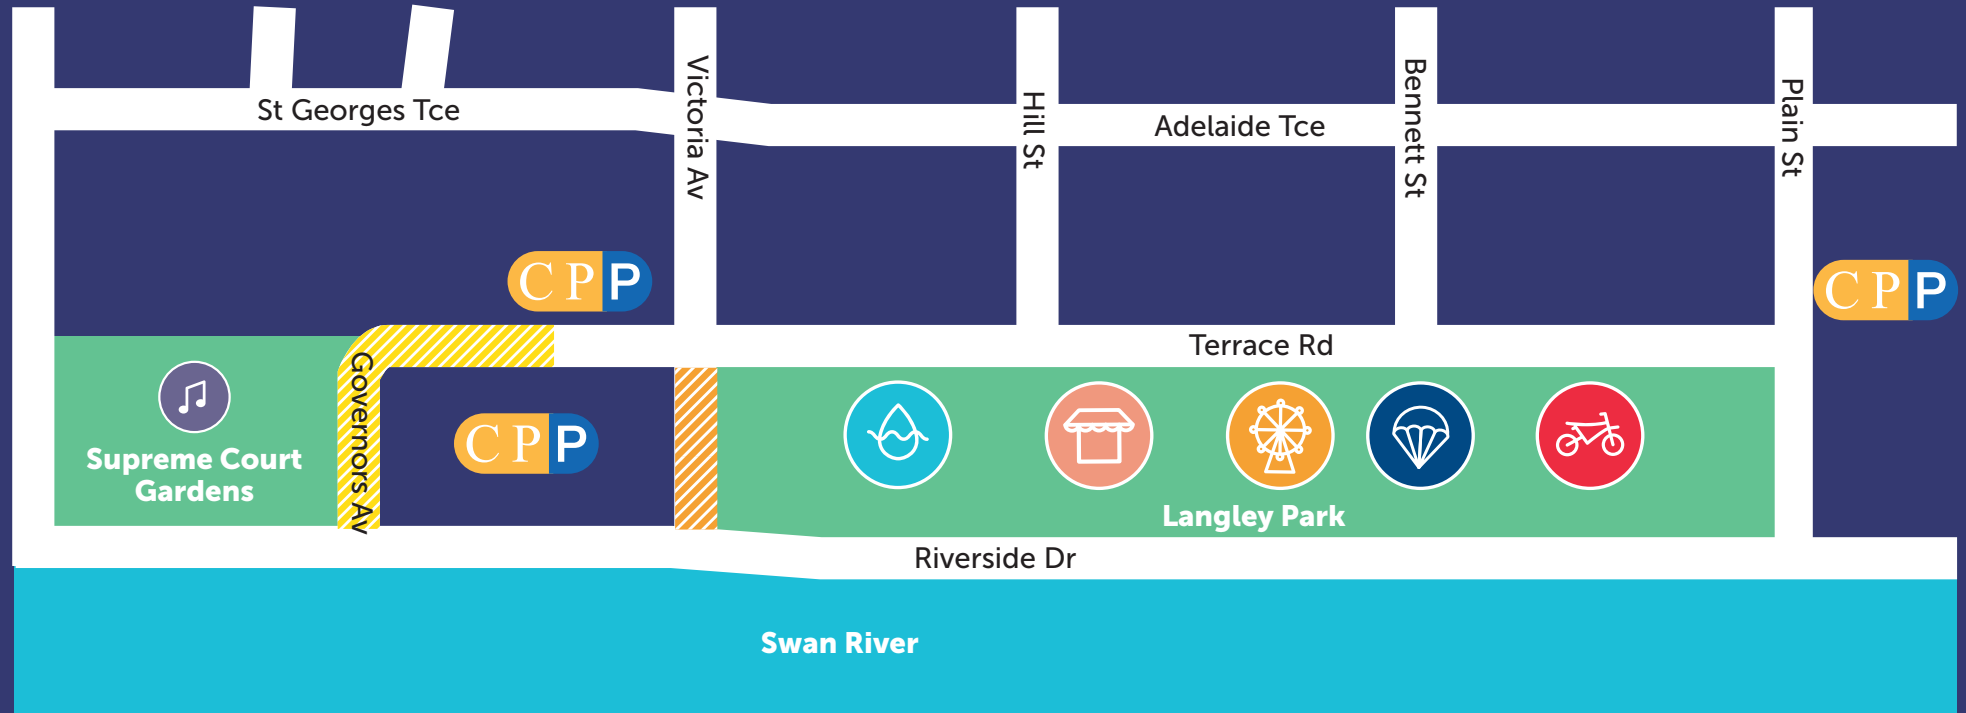 St Georges Tce
Victoria Av
Hill St
Adelaide Tce
Bennett St
Plain St
CPP
CPP
Terrace Rd
Governors Av
CPP
Supreme Court
Gardens
Langley Park
Riverside Dr
Swan River